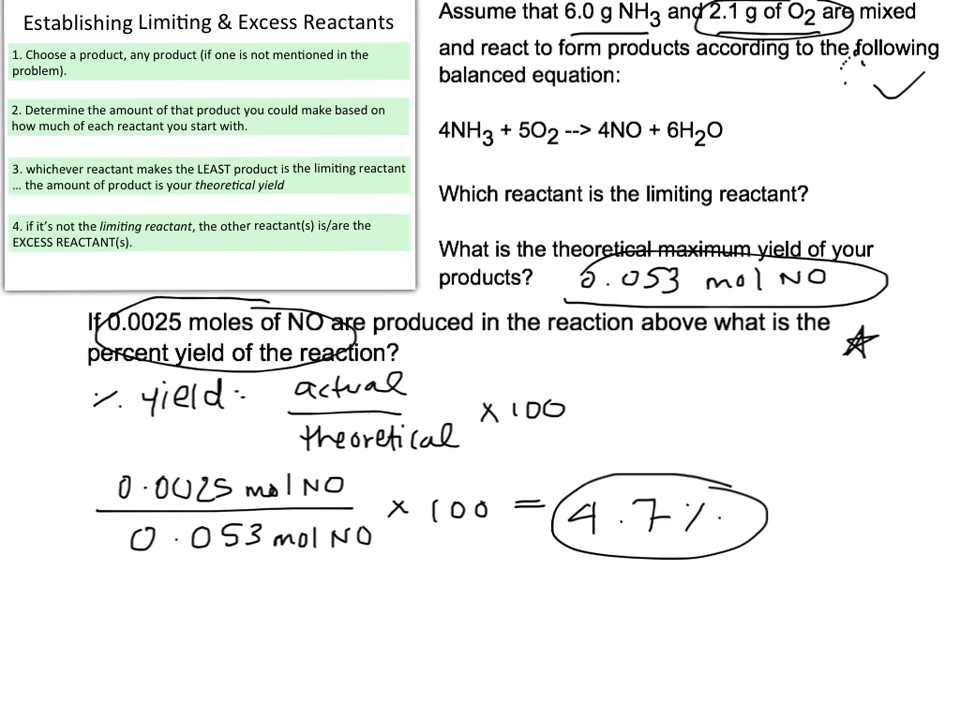 Establishing Limiting & Excess Reactants
1. Choose a product, any product (if one is not mentioned in the
problem).
2. Determine the amount of that product you could make based on
how much of each reactant you start with.
3. whichever reactant makes the LEAST product is the limiting reactant
... the amount of product is your theoretical yield
4. if it's not the limiting reactant, the other reactant(s) is/are the
EXCESS REACTANT(s).
Assume that 6.0 g NH3 and 2.1 g of O2 are mixed
and react to form products according to the following
balanced equation:
4NH3 + 5O2 --> 4NO + 6H2O
Which reactant is the limiting reactant?
What is the theoretical maximum yield of your
products? 0.053 mol NO
If 0.0025 moles of NO are produced in the reaction above what is the
percent yield of the reaction?
% yield: actual
theoretical × 100
0.0025 mol NO
0.053 mol NO × 100 = 4.7%